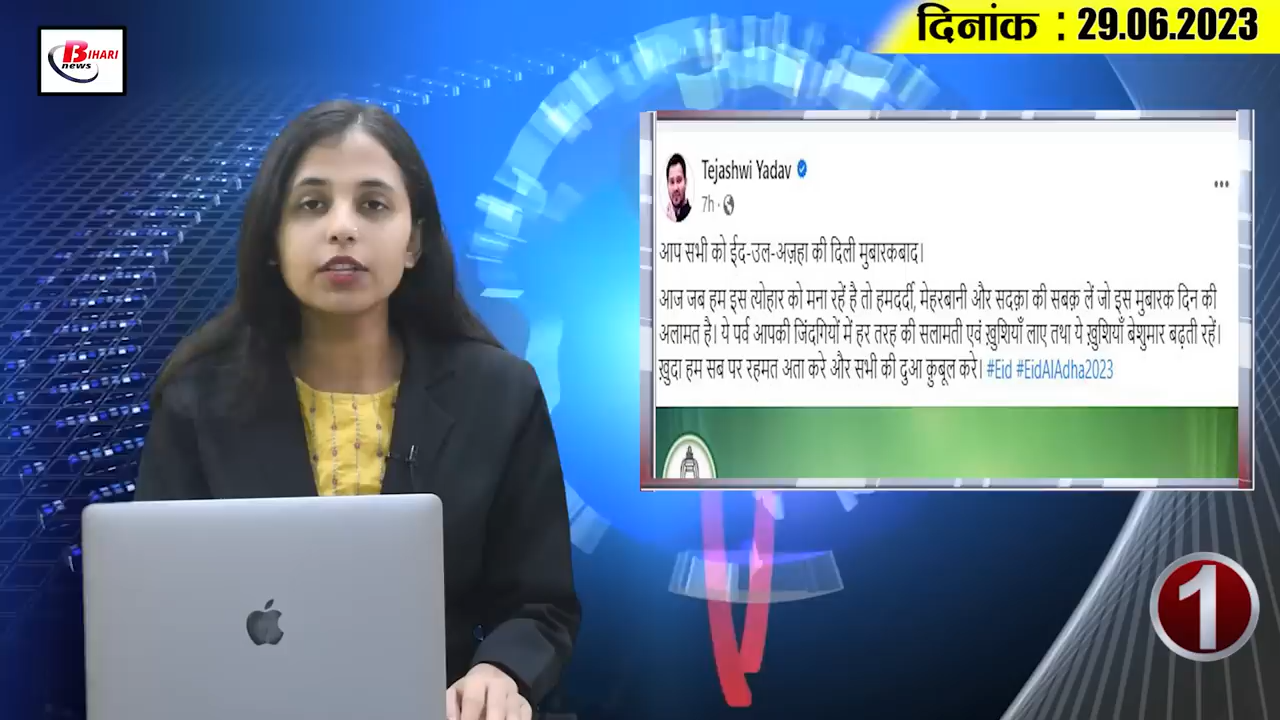 BIHARI
news
दिनांक : 29.06.2023
Tejashwi Yadav
7h
आप सभी को ईद-उल-अज़हा की दिली मुबारकबाद।
आज जब हम इस त्योहार को मना रहें है तो हमदर्दी, मेहरबानी और सदक़ा की सबक़ लें जो इस मुबारक दिन की
अलामत है। ये पर्व आपकी जिंदगियों में हर तरह की सलामती एवं ख़ुशियाँ लाए तथा ये ख़ुशियाँ बेशुमार बढ़ती रहें।
ख़ुदा हम सब पर रहमत अता करे और सभी की दुआ क़ुबूल करे। #Eid #EidAlAdha2023
1